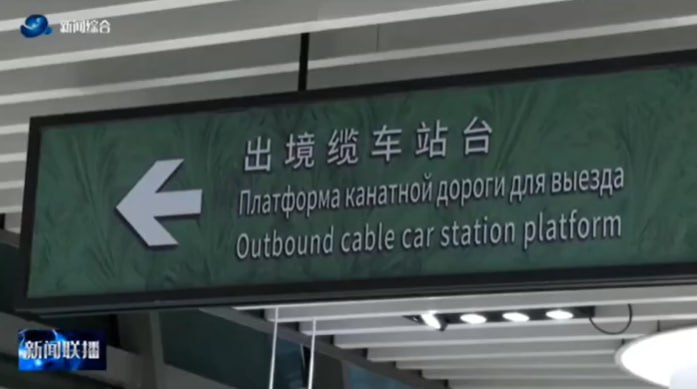 新闻综合
出境缆车站台
Платформа канатной дороги для выезда
Outbound cable car station platform
新闻联播